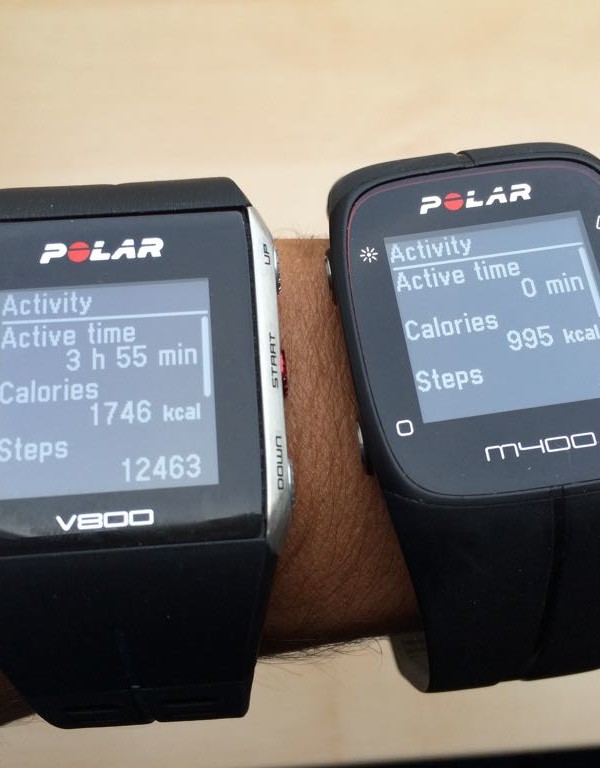 POLAR
Activity
Active time
3 h 55 min
Calories
1746 kcal
Steps
12463
V800
UP
START
DOWN
POLAR
Activity
Active time
0 min
Calories
995 kcal
Steps
M400